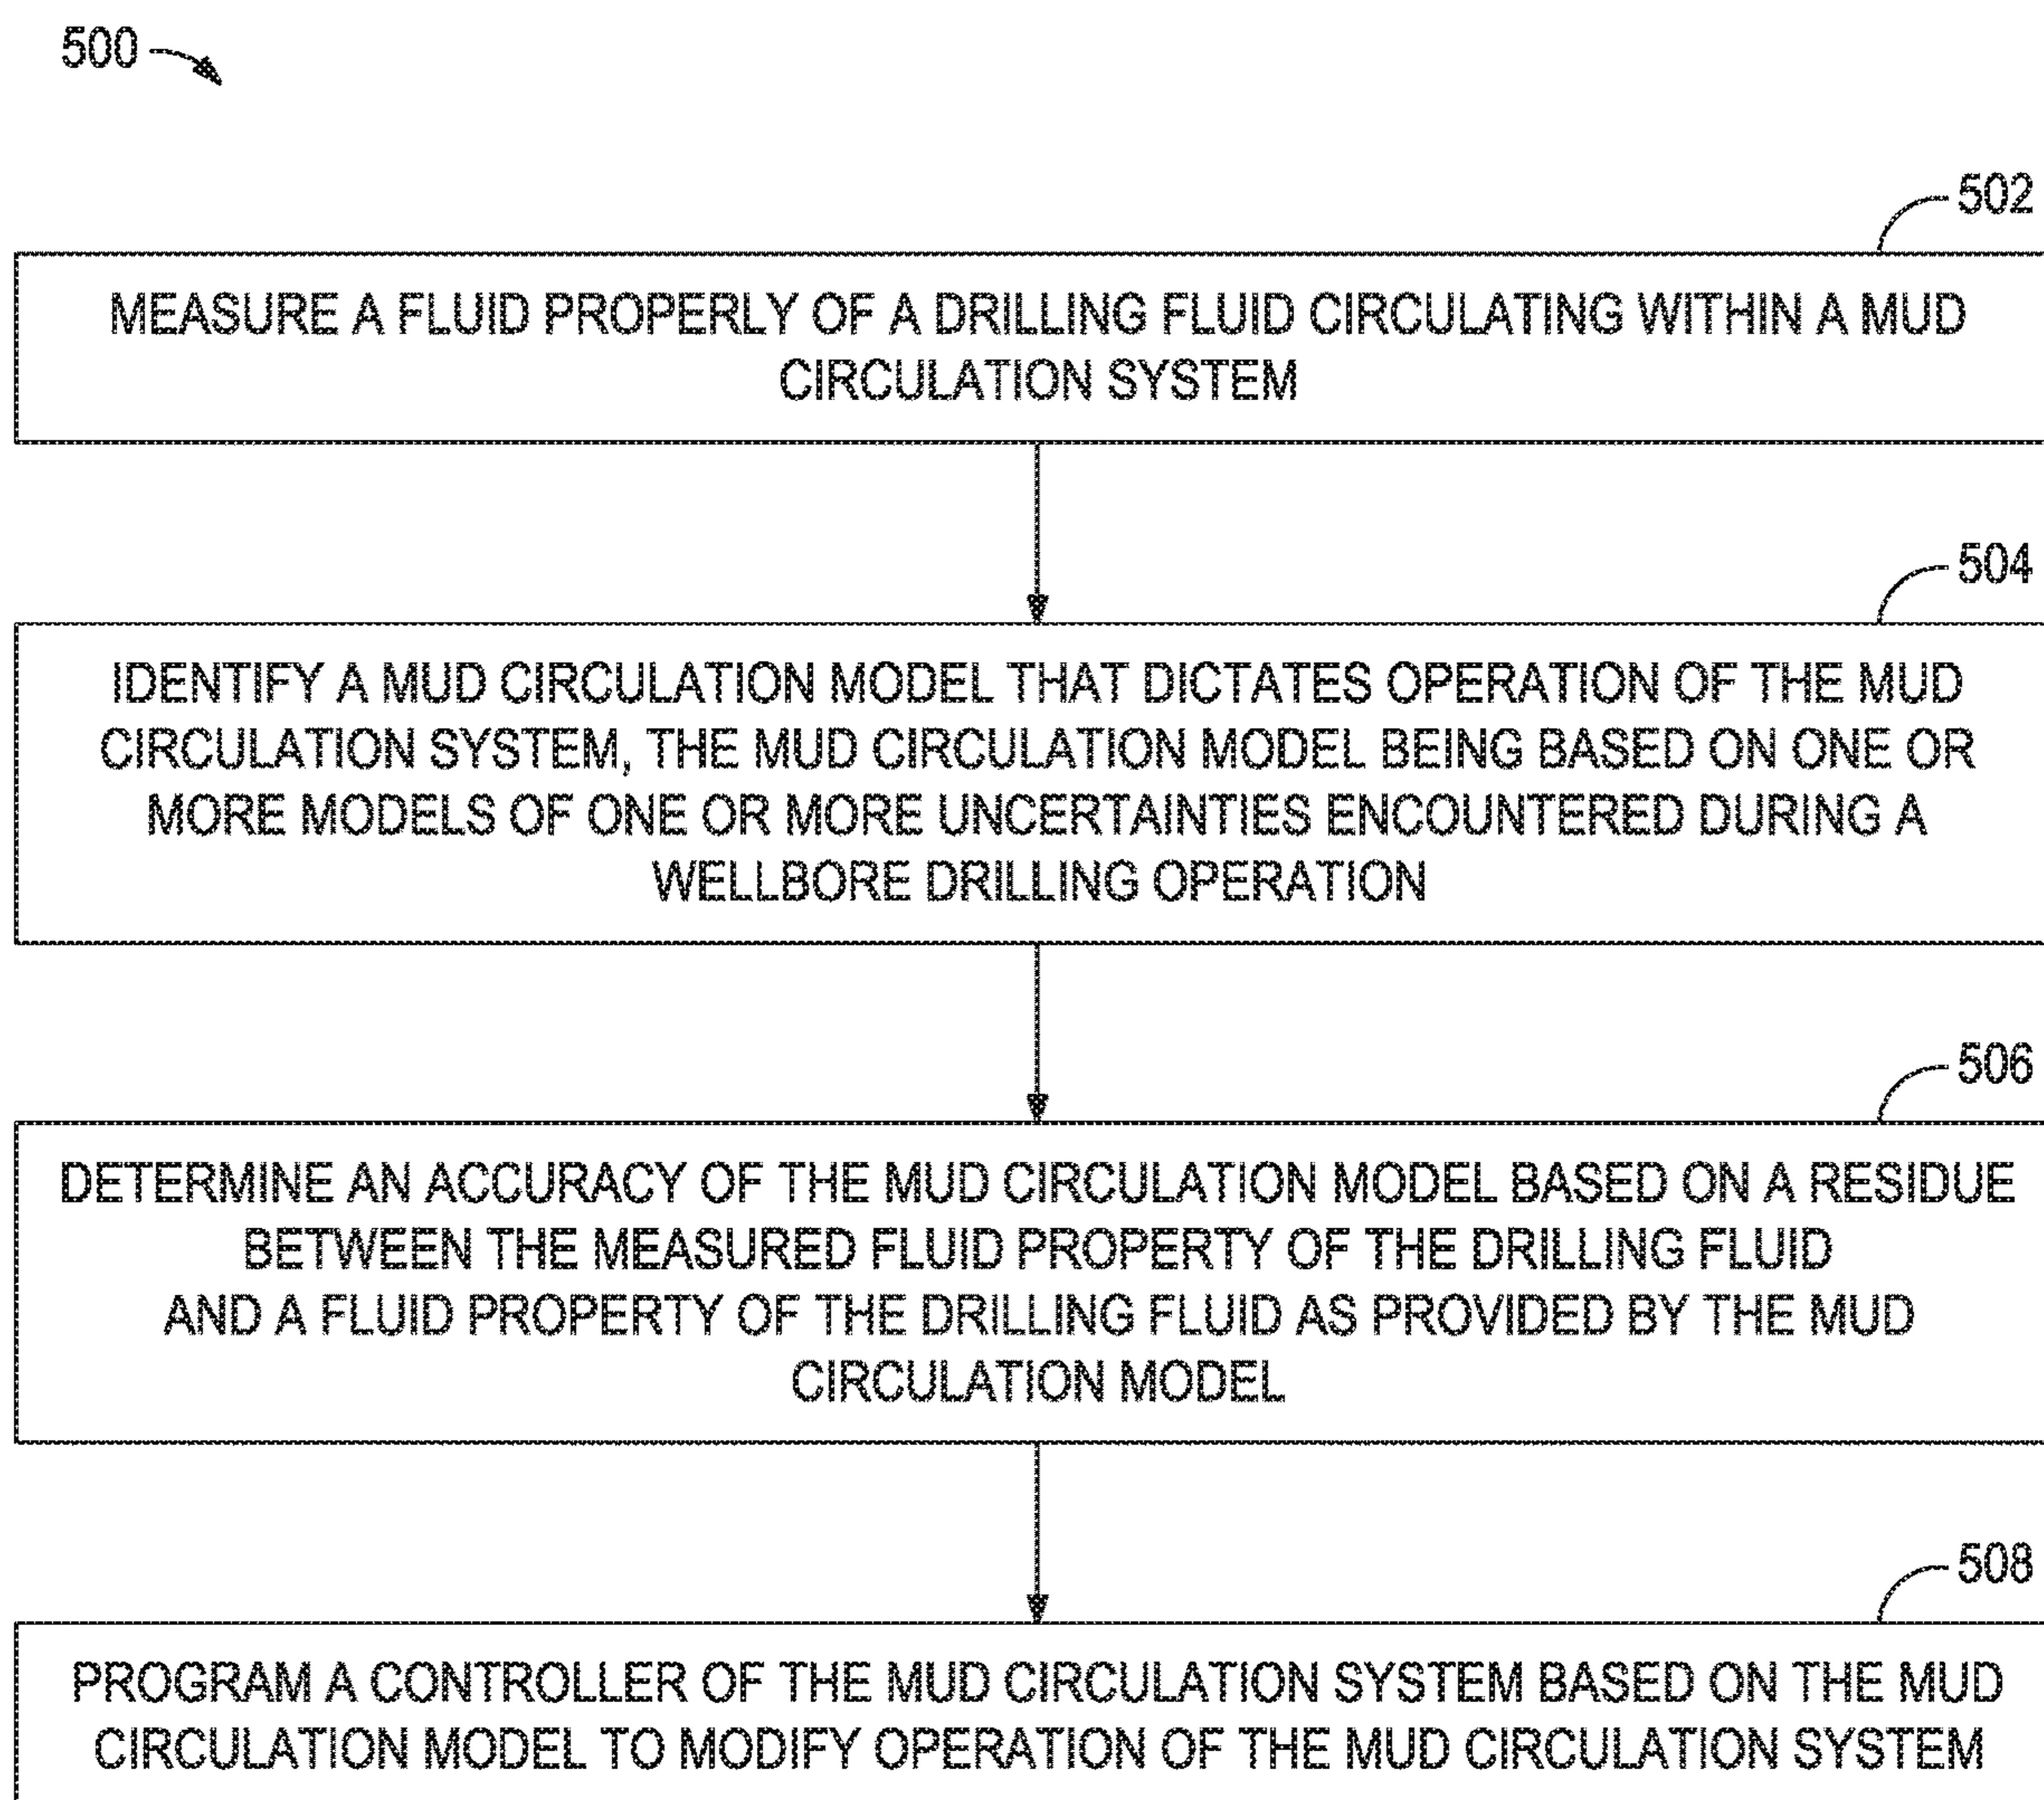 500
502
MEASURE A FLUID PROPERLY OF A DRILLING FLUID CIRCULATING WITHIN A MUD
CIRCULATION SYSTEM
504
IDENTIFY A MUD CIRCULATION MODEL THAT DICTATES OPERATION OF THE MUD
CIRCULATION SYSTEM, THE MUD CIRCULATION MODEL BEING BASED ON ONE OR
MORE MODELS OF ONE OR MORE UNCERTAINTIES ENCOUNTERED DURING A
WELLBORE DRILLING OPERATION
506
DETERMINE AN ACCURACY OF THE MUD CIRCULATION MODEL BASED ON A RESIDUE
BETWEEN THE MEASURED FLUID PROPERTY OF THE DRILLING FLUID
AND A FLUID PROPERTY OF THE DRILLING FLUID AS PROVIDED BY THE MUD
CIRCULATION MODEL
508
PROGRAM A CONTROLLER OF THE MUD CIRCULATION SYSTEM BASED ON THE MUD
CIRCULATION MODEL TO MODIFY OPERATION OF THE MUD CIRCULATION SYSTEM